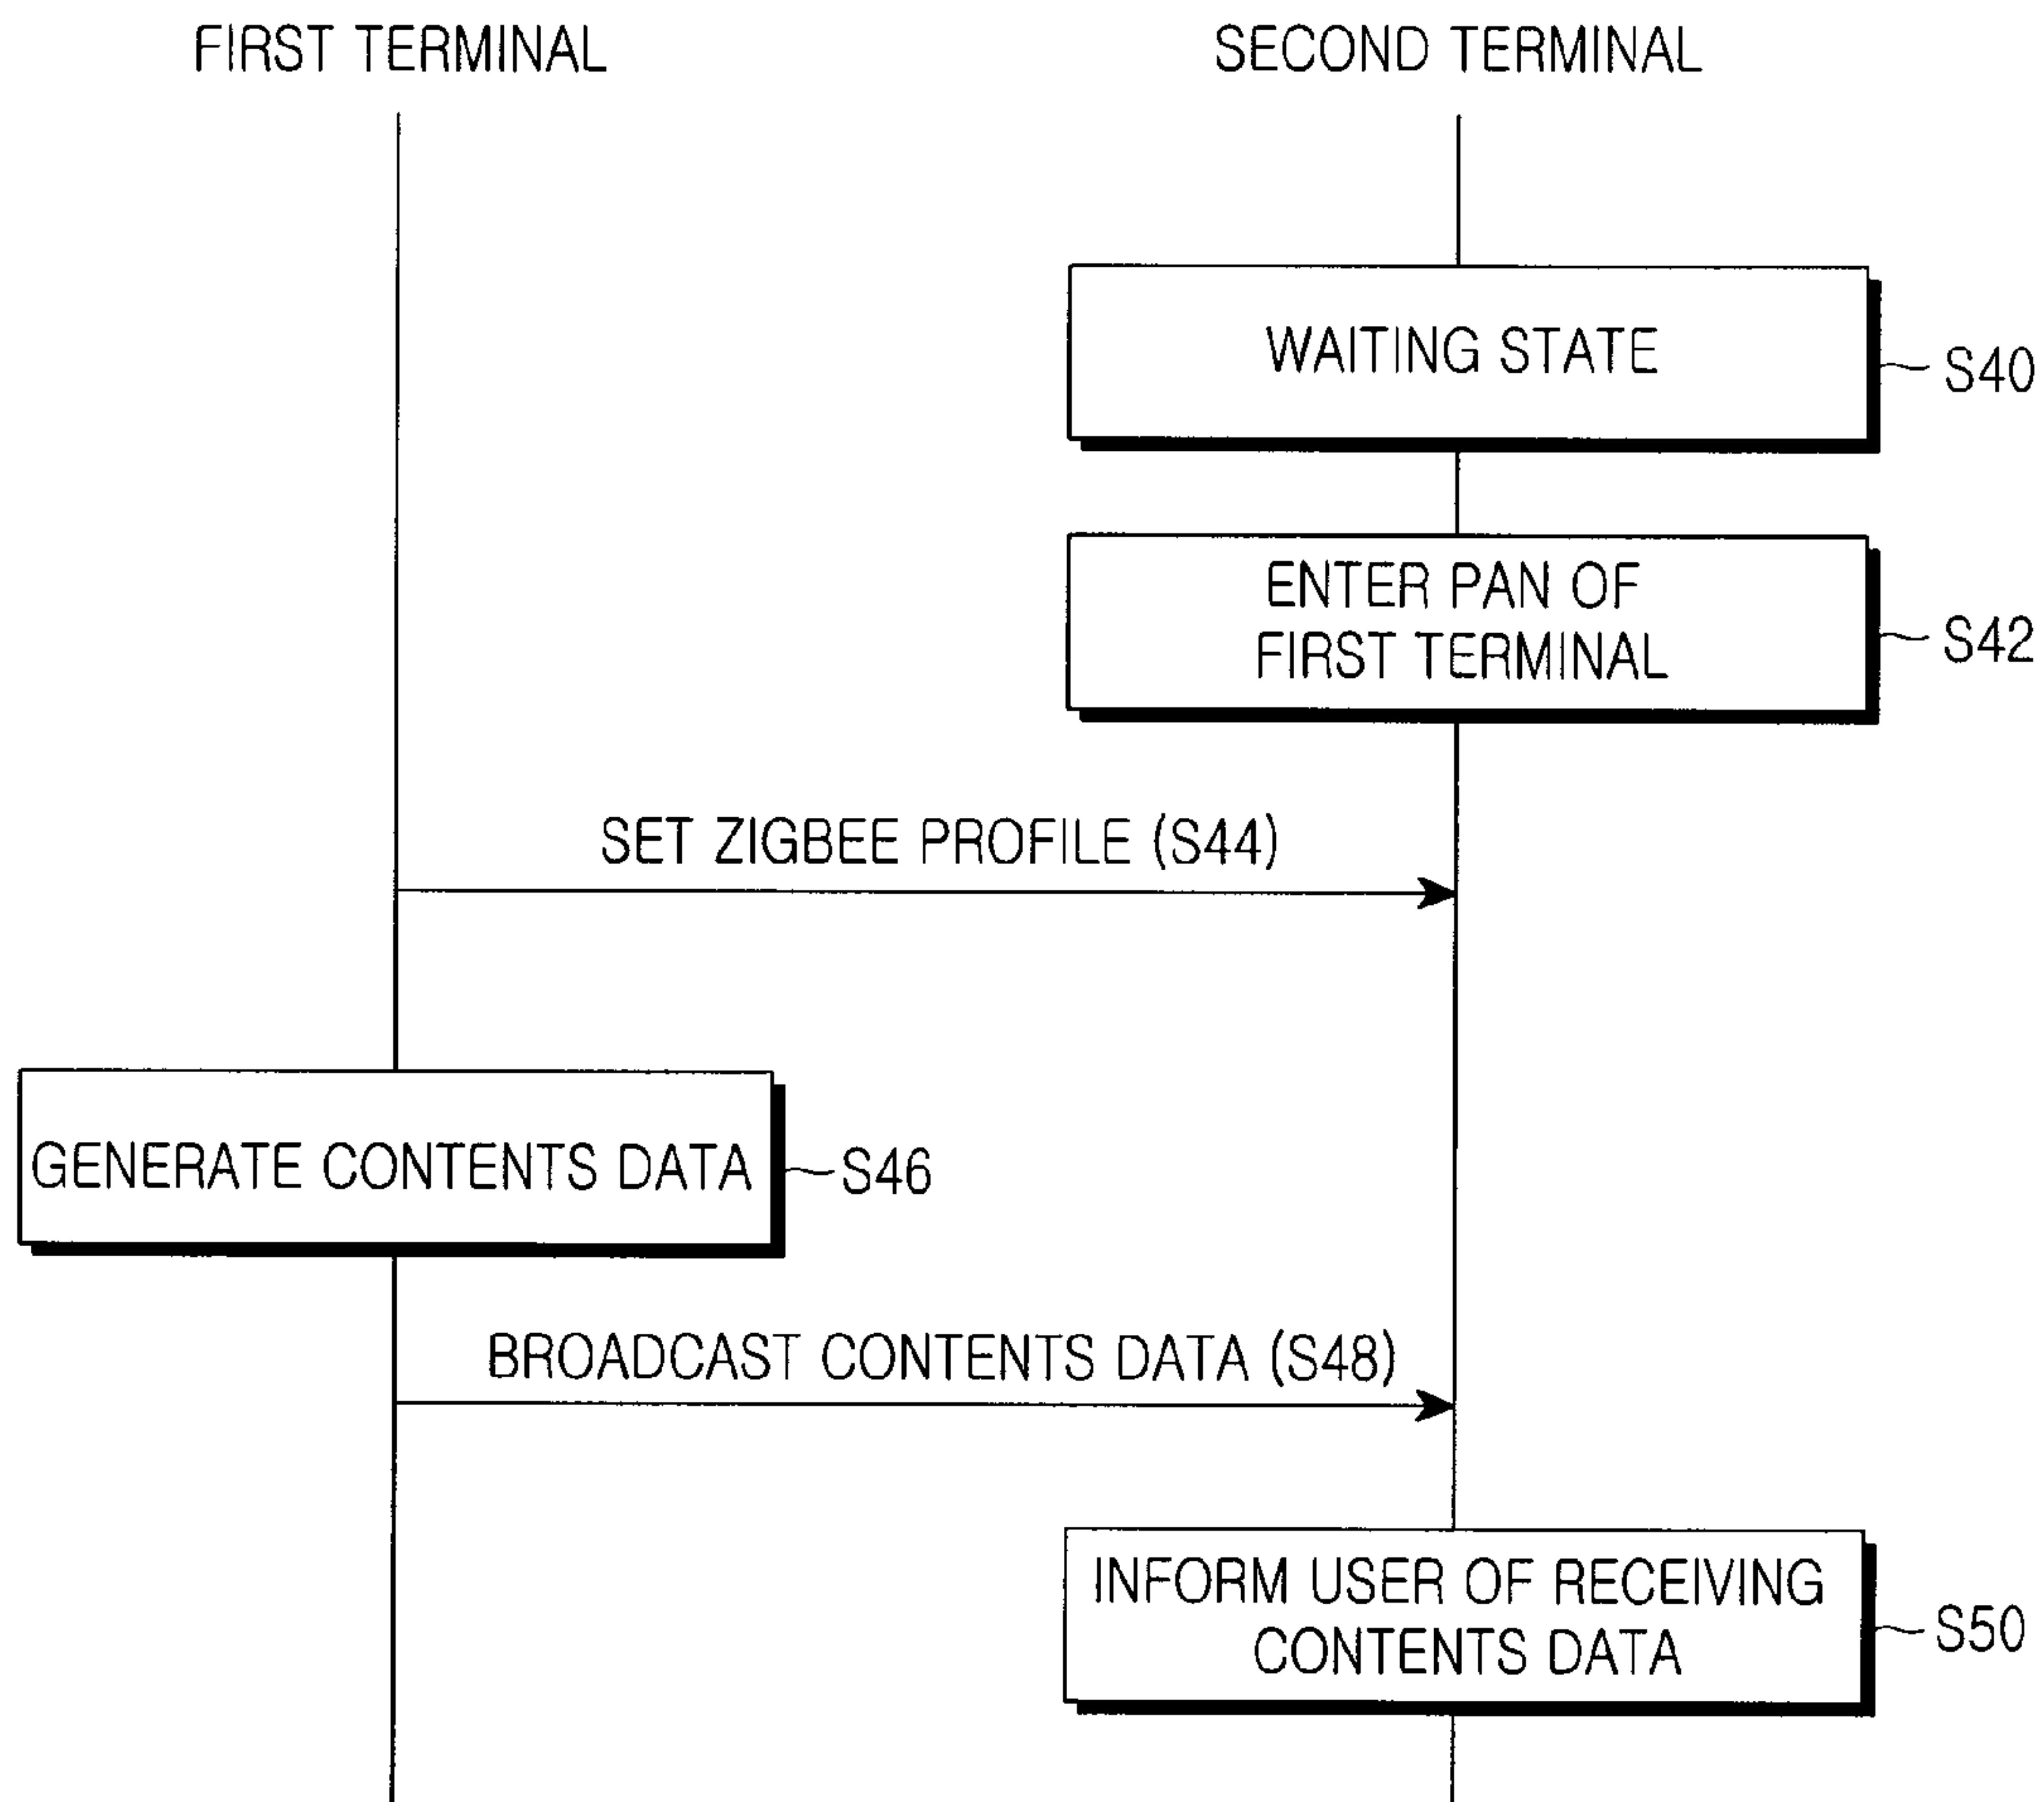 FIRST TERMINAL
SECOND TERMINAL
WAITING STATE
S40
ENTER PAN OF
FIRST TERMINAL
S42
SET ZIGBEE PROFILE (S44)
GENERATE CONTENTS DATA
S46
BROADCAST CONTENTS DATA (S48)
INFORM USER OF RECEIVING
CONTENTS DATA
S50